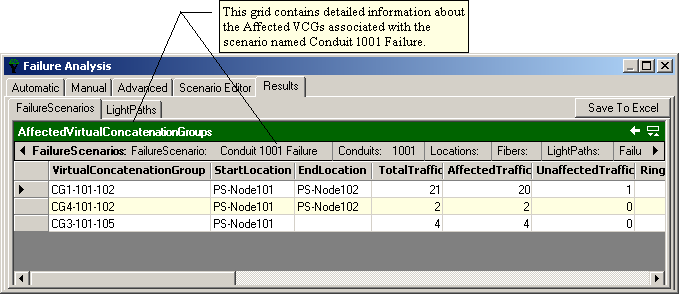 This grid contains detailed information about
the Affected VCGs associated with the
scenario named Conduit 1001 Failure.
Failure Analysis
Automatic Manual Advanced Scenario Editor Results
FailureScenarios LightPaths Save To Excel
AffectedVirtualConcatenationGroups
FailureScenarios: FailureScenario: Conduit 1001 Failure Conduits: 1001 Locations: Fibers: LightPaths: Failu
VirtualConcatenationGroup StartLocation EndLocation TotalTraffic AffectedTraffic UnaffectedTraffic Ring
CG1-101-102 PS-Node101 PS-Node102 21 20 1
CG4-101-102 PS-Node101 PS-Node102 2 2 0
CG3-101-105 PS-Node101 4 4 0